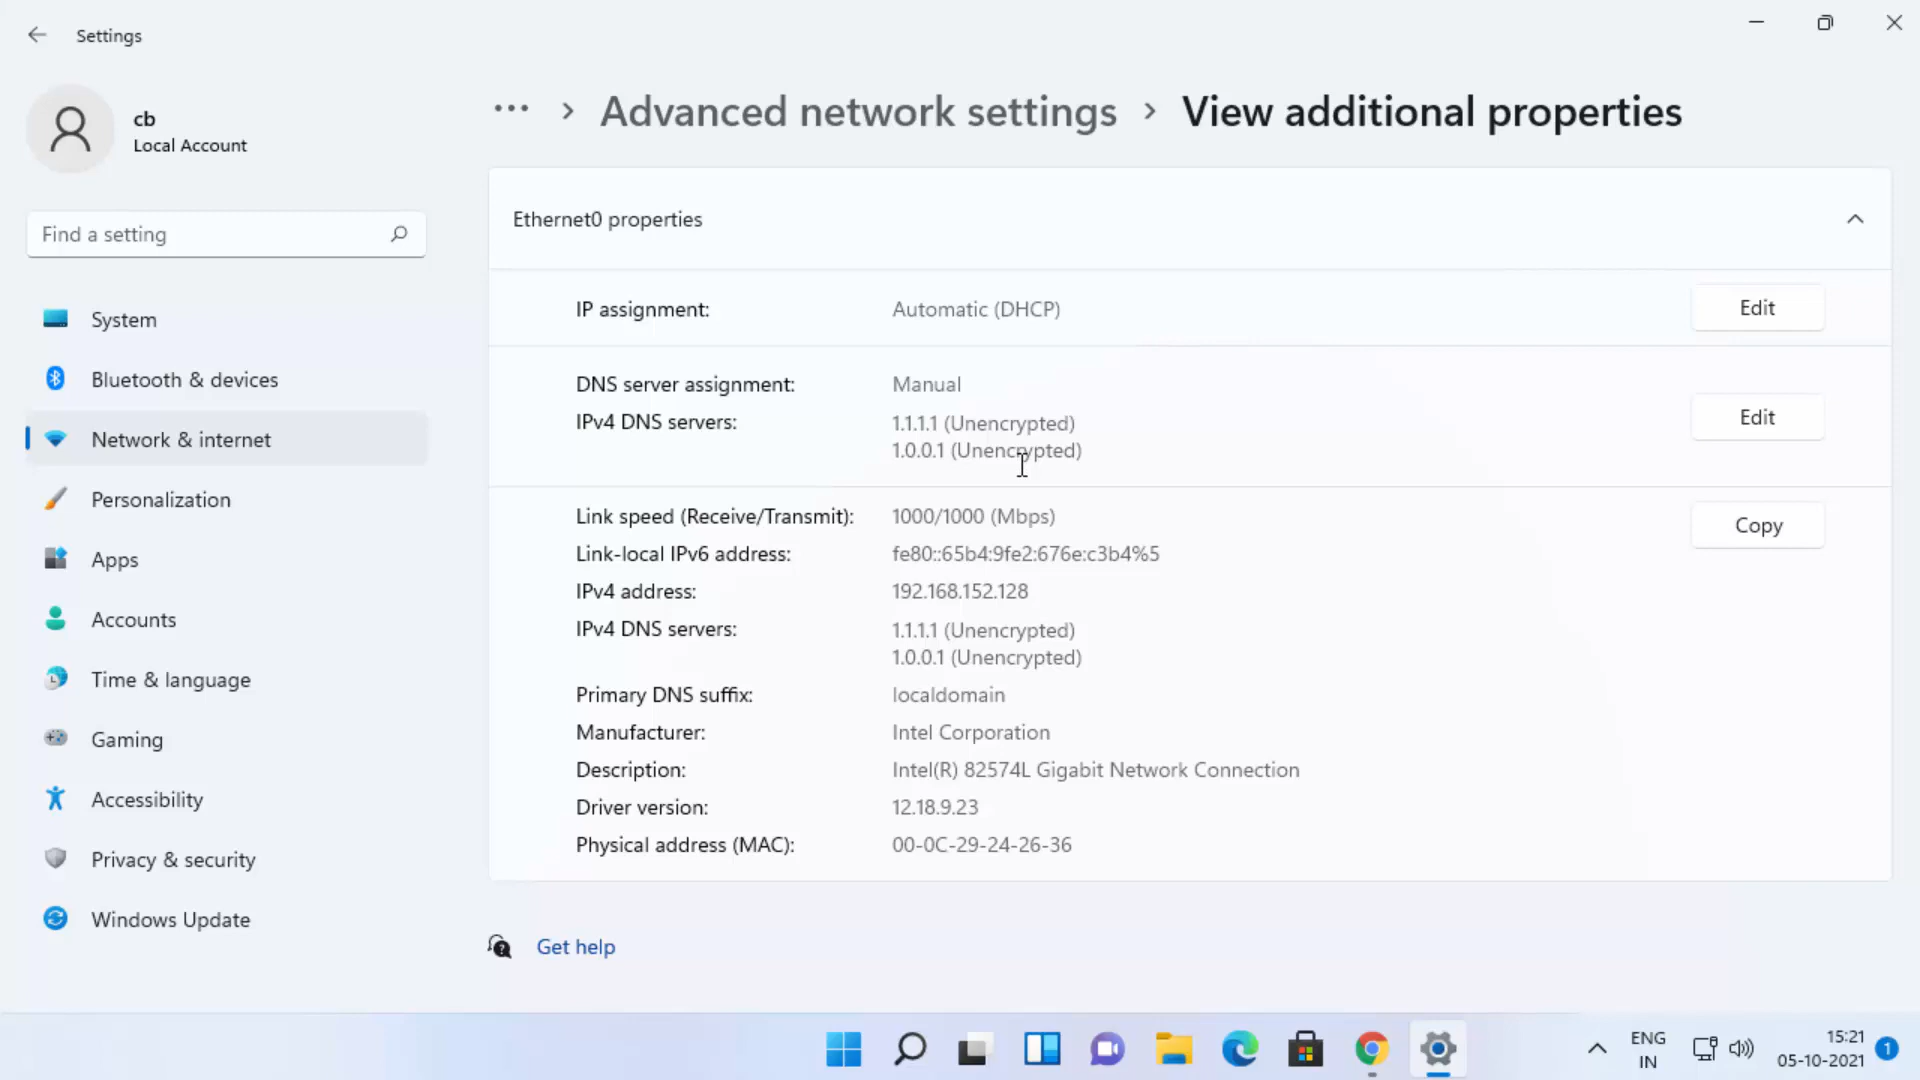 Settings
cb
Local Account
Find a setting
System
Bluetooth & devices
Network & internet
Personalization
Apps
Accounts
Time & language
Gaming
Accessibility
Privacy & security
Windows Update
··· › Advanced network settings › View additional properties
Ethernet0 properties
IP assignment: Automatic (DHCP) Edit
DNS server assignment: Manual
IPv4 DNS servers: 1.1.1.1 (Unencrypted) Edit
1.0.0.1 (Unencrypted)
Link speed (Receive/Transmit): 1000/1000 (Mbps) Copy
Link-local IPv6 address: fe80::65b4:9fe2:676e:c3b4%5
IPv4 address: 192.168.152.128
IPv4 DNS servers: 1.1.1.1 (Unencrypted)
1.0.0.1 (Unencrypted)
Primary DNS suffix: localdomain
Manufacturer: Intel Corporation
Description: Intel(R) 82574L Gigabit Network Connection
Driver version: 12.18.9.23
Physical address (MAC): 00-0C-29-24-26-36
Get help
ENG
IN
15:21
05-10-2021
1